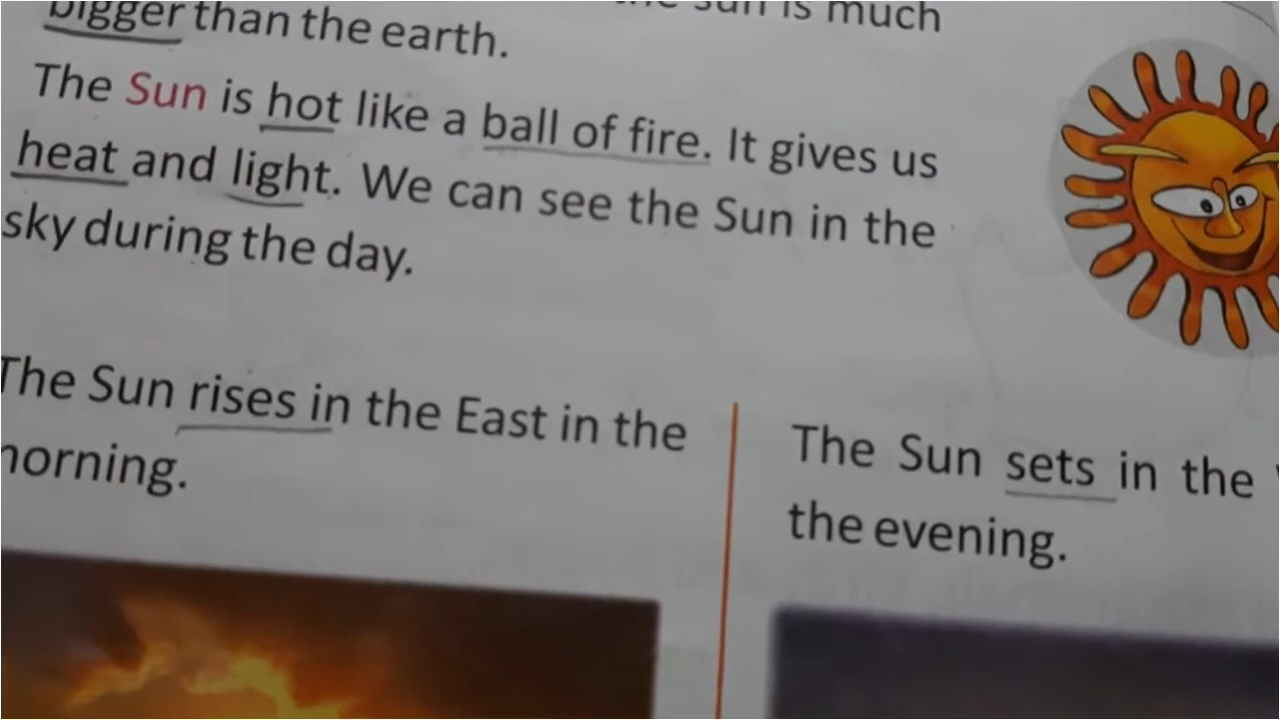 sun is much
bigger than the earth.
The Sun is hot like a ball of fire. It gives us
heat and light. We can see the Sun in the
sky during the day.
The Sun rises in the East in the
morning.
The Sun sets in the
the evening.